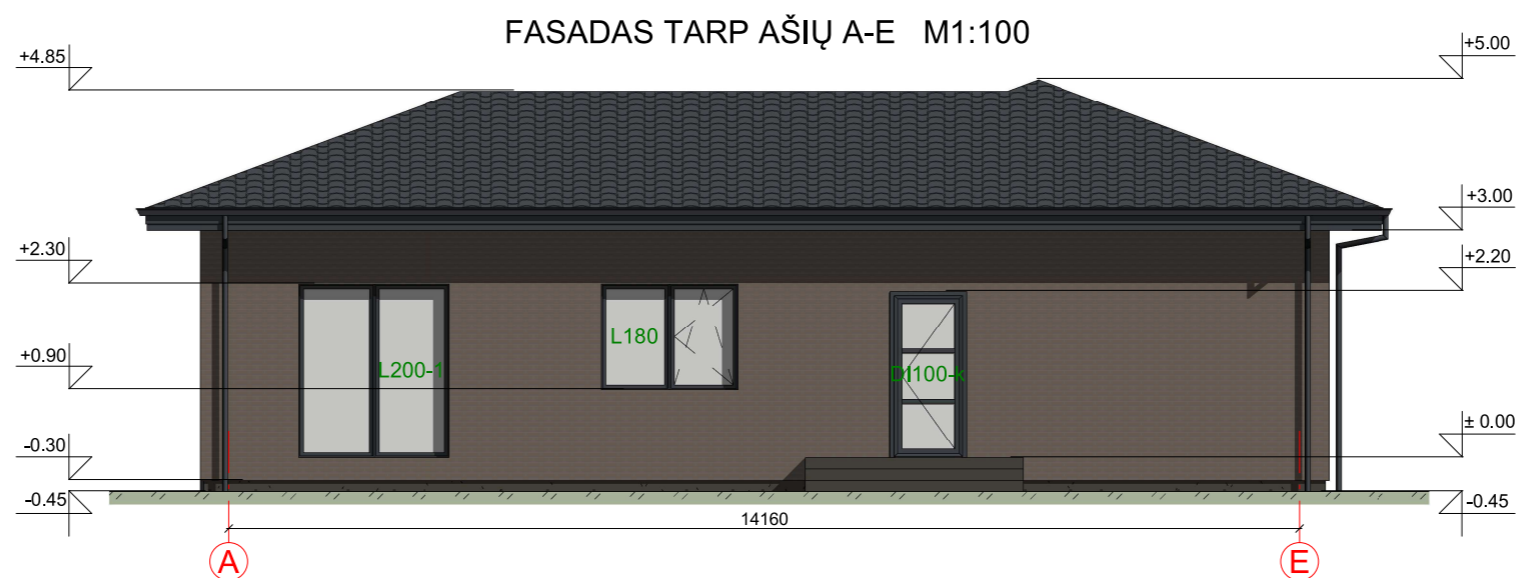 FASADAS TARP AŠIŲ A-E M1:100
+4.85
+5.00
+3.00
+2.30
+2.20
L180
+0.90
L200-1
DI100-k
± 0.00
-0.30
-0.45
-0.45
14160
A
E